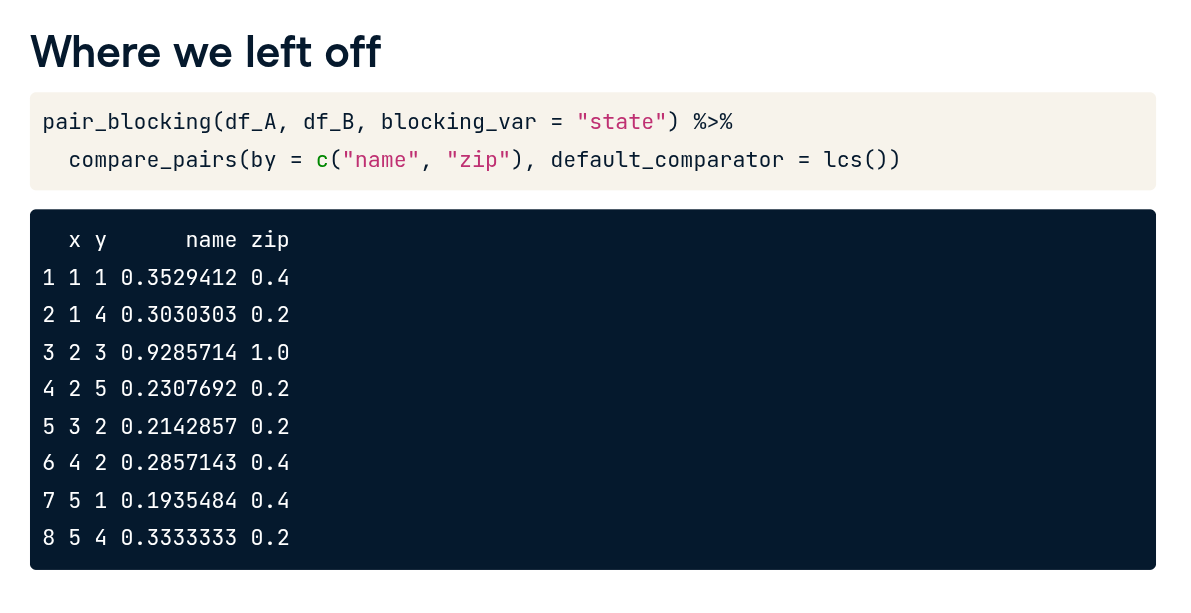 Where we left off
pair_blocking(df_A, df_B, blocking_var = "state") %>%
  compare_pairs(by = c("name", "zip"), default_comparator = lcs())
  x y      name zip
1 1 1 0.3529412 0.4
2 1 4 0.3030303 0.2
3 2 3 0.9285714 1.0
4 2 5 0.2307692 0.2
5 3 2 0.2142857 0.2
6 4 2 0.2857143 0.4
7 5 1 0.1935484 0.4
8 5 4 0.3333333 0.2